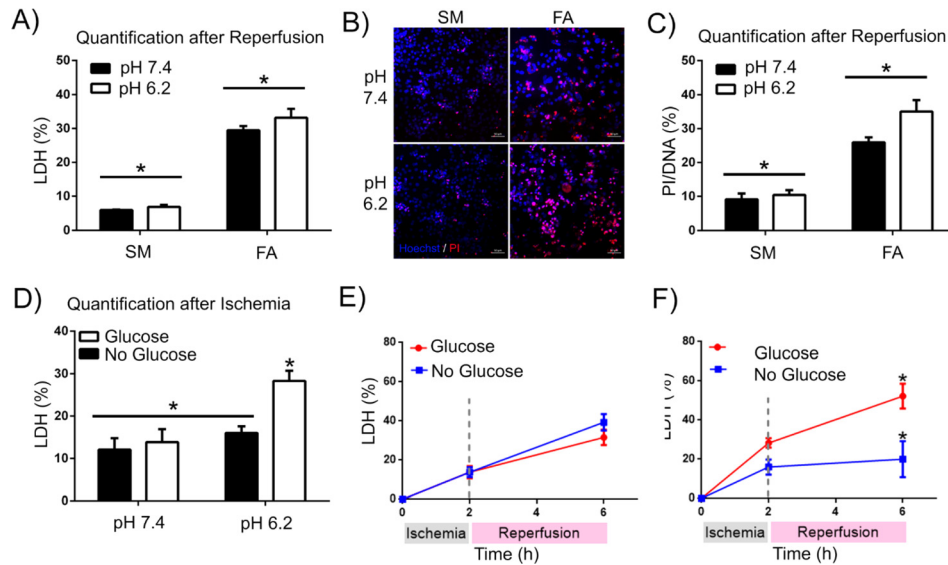 A)
Quantification after Reperfusion
pH 7.4
pH 6.2
LDH (%)
50
40
30
20
10
0
*
*
SM
FA
B)
SM
FA
pH
7.4
pH
6.2
Hoechst / PI
C)
Quantification after Reperfusion
pH 7.4
pH 6.2
PI/DNA (%)
50
40
30
20
10
0
*
*
SM
FA
D)
Quantification after Ischemia
Glucose
No Glucose
LDH (%)
40
30
20
10
0
*
*
pH 7.4
pH 6.2
E)
Glucose
No Glucose
LDH (%)
80
60
40
20
0
0
2
4
6
Ischemia
Reperfusion
Time (h)
F)
Glucose
No Glucose
LDH (%)
80
60
40
20
0
*
*
0
2
4
6
Ischemia
Reperfusion
Time (h)